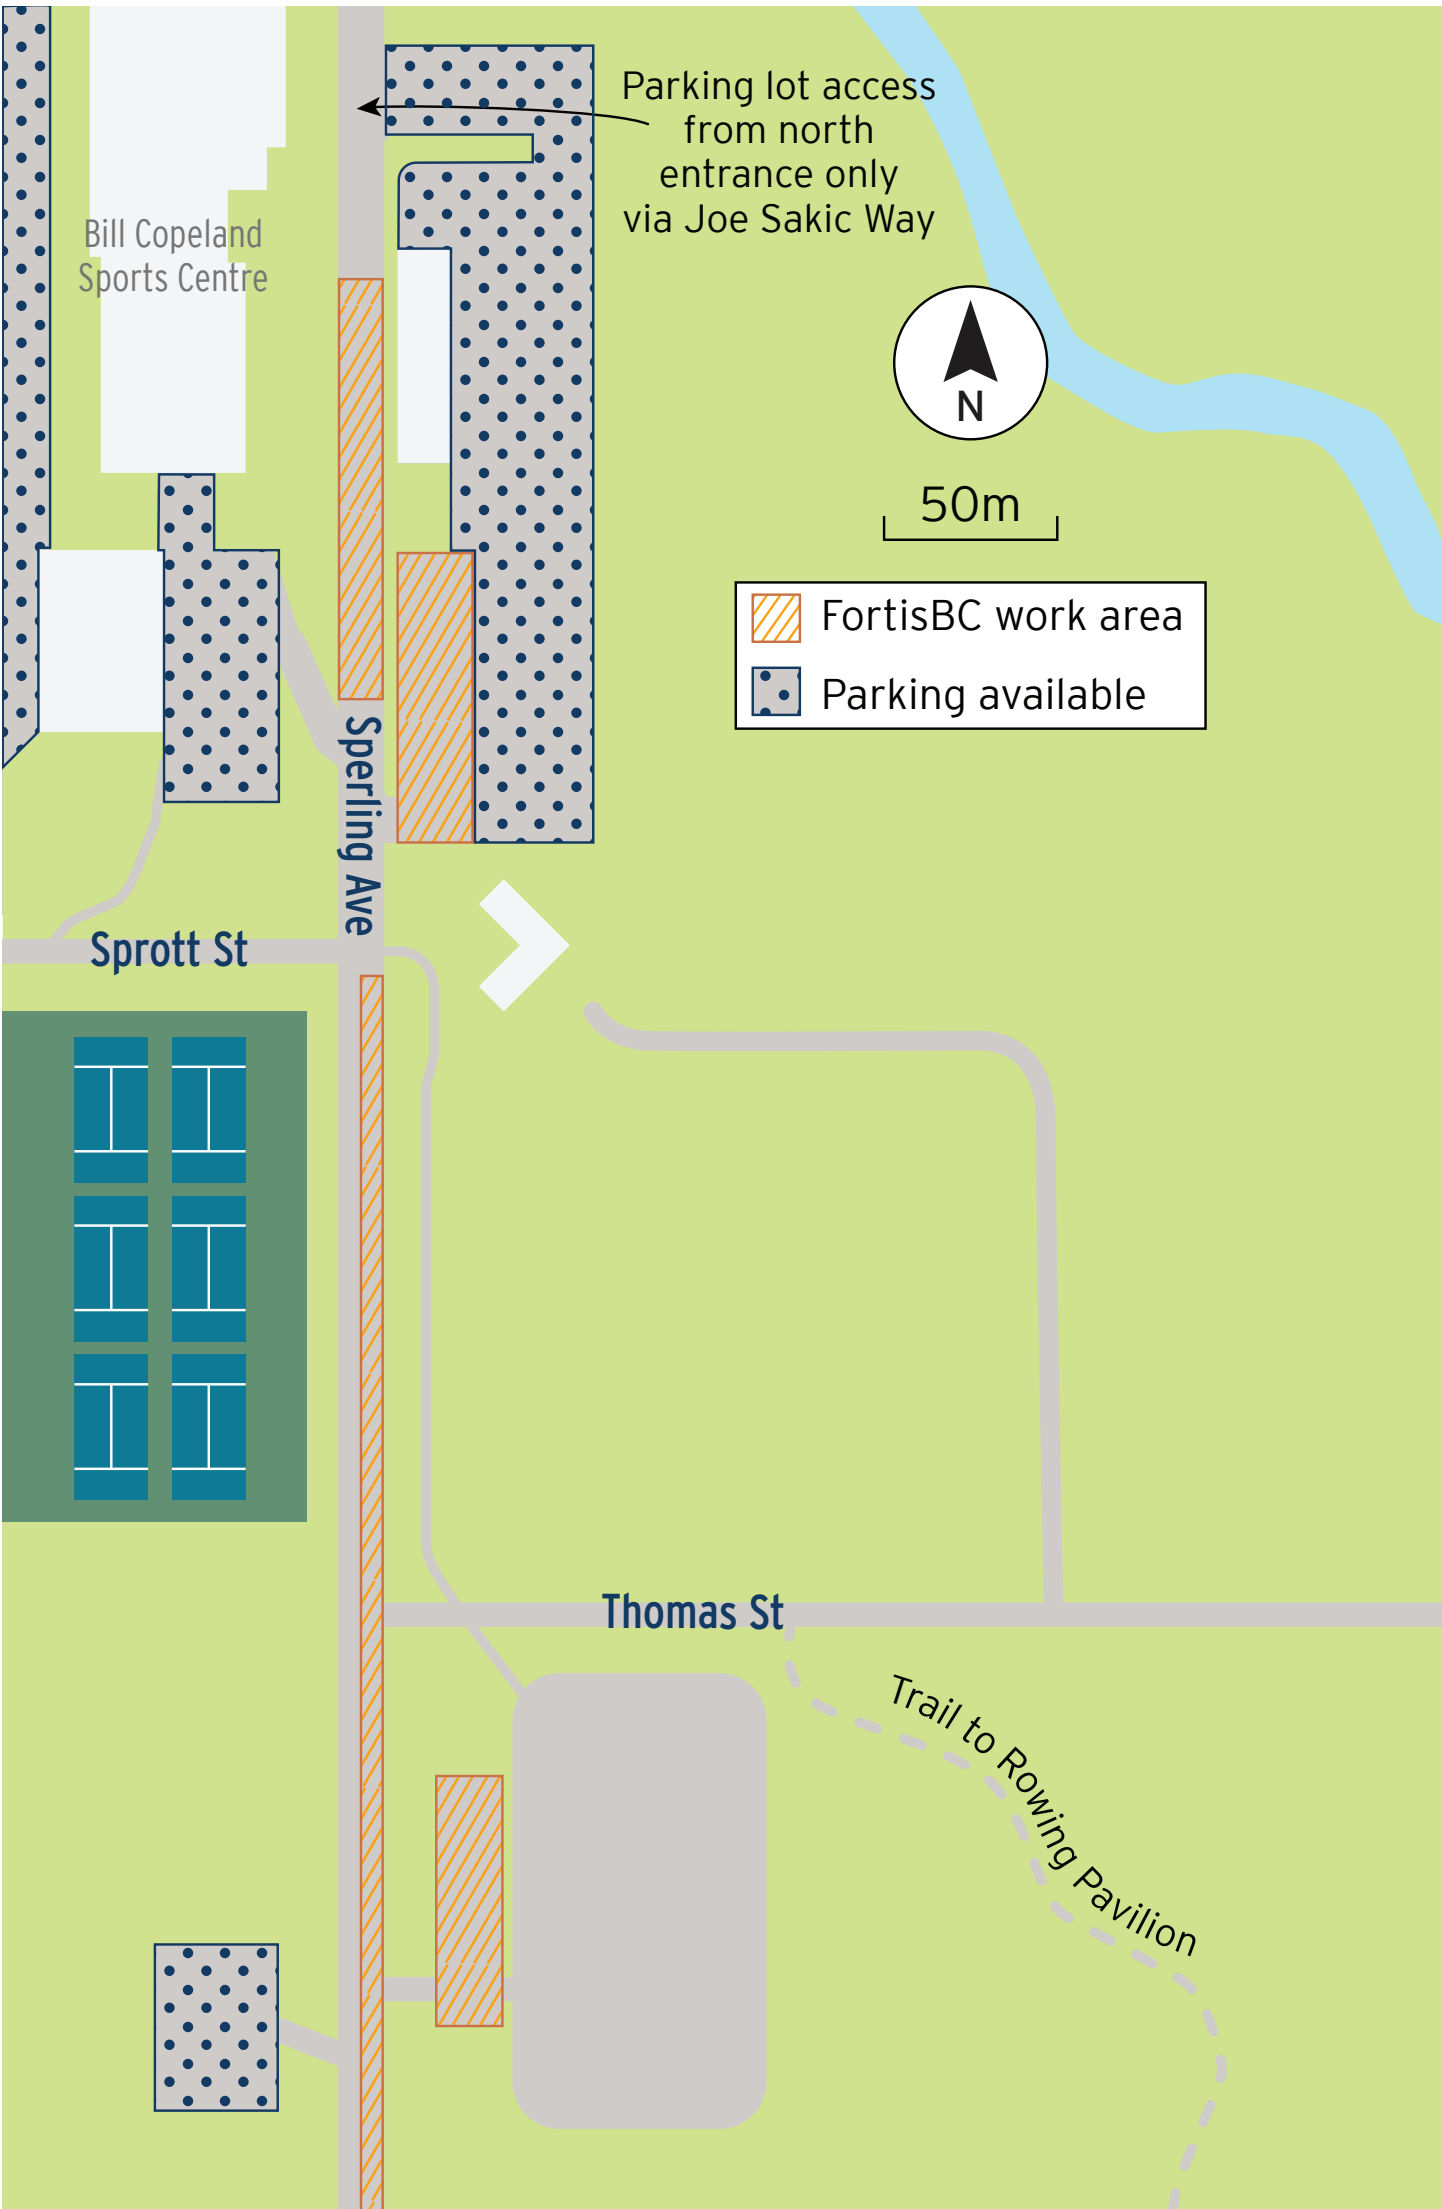 Parking lot access
from north
entrance only
via Joe Sakic Way
Bill Copeland
Sports Centre
N
50m
FortisBC work area
Parking available
Sperling Ave
Sprott St
Thomas St
Trail to Rowing Pavilion